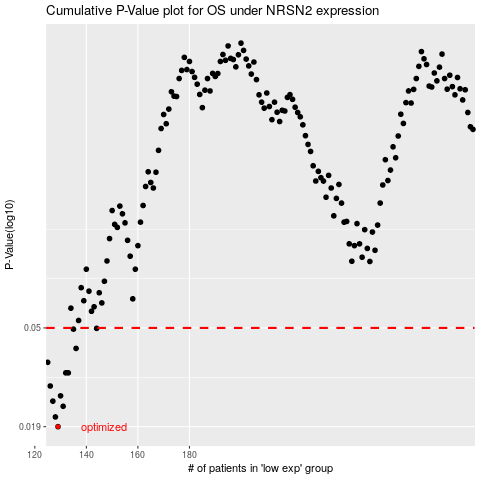 Cumulative P-Value plot for OS under NRSN2 expression
P-Value(log10)
0.05
0.019
optimized
120
140
160
180
# of patients in 'low exp' group